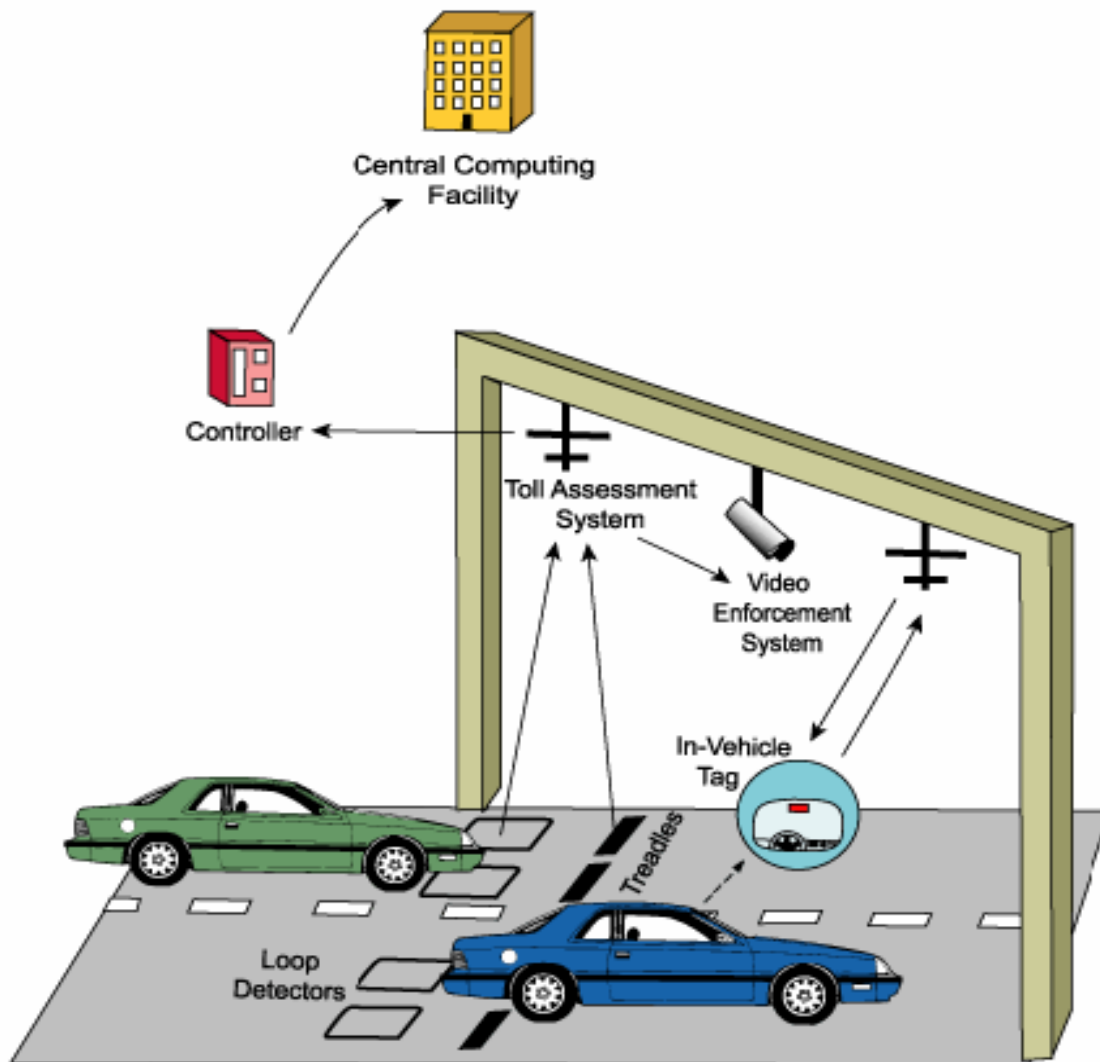 Central Computing
Facility
Controller
Toll Assessment
System
Video
Enforcement
System
In-Vehicle
Tag
Treadles
Loop
Detectors